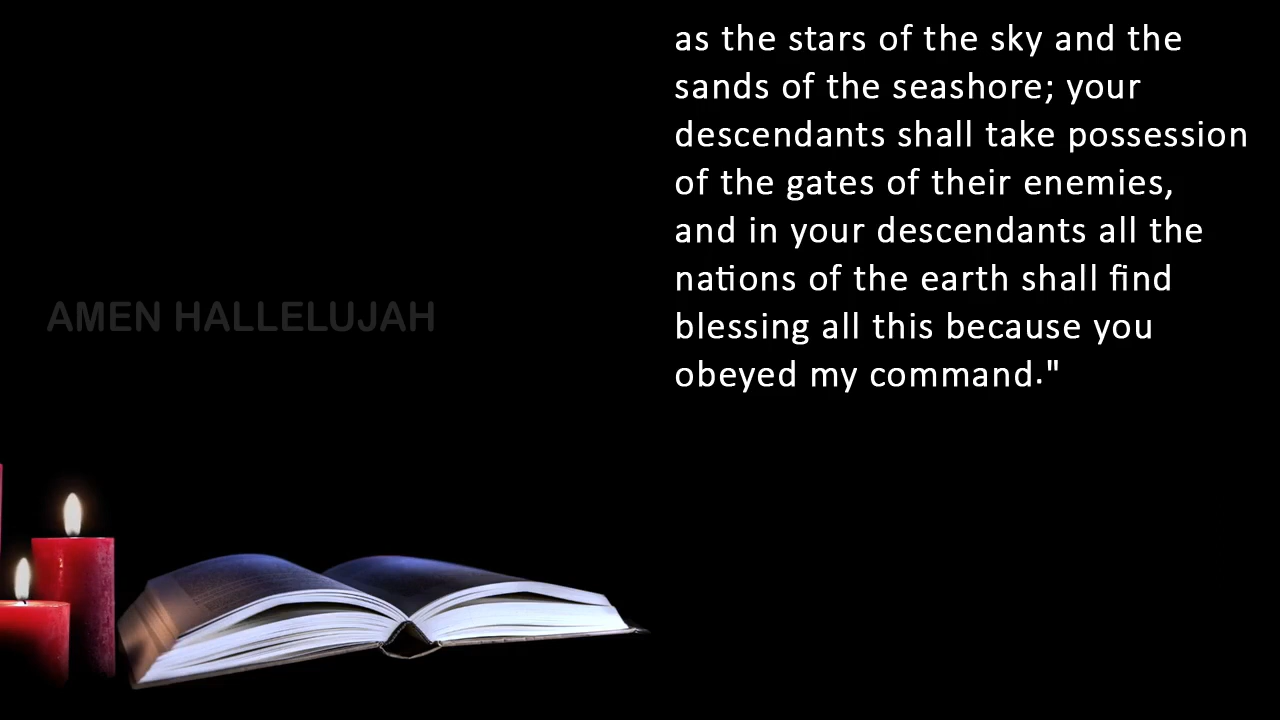 as the stars of the sky and the
sands of the seashore; your
descendants shall take possession
of the gates of their enemies,
and in your descendants all the
nations of the earth shall find
blessing all this because you
obeyed my command."
AMEN HALLELUJAH